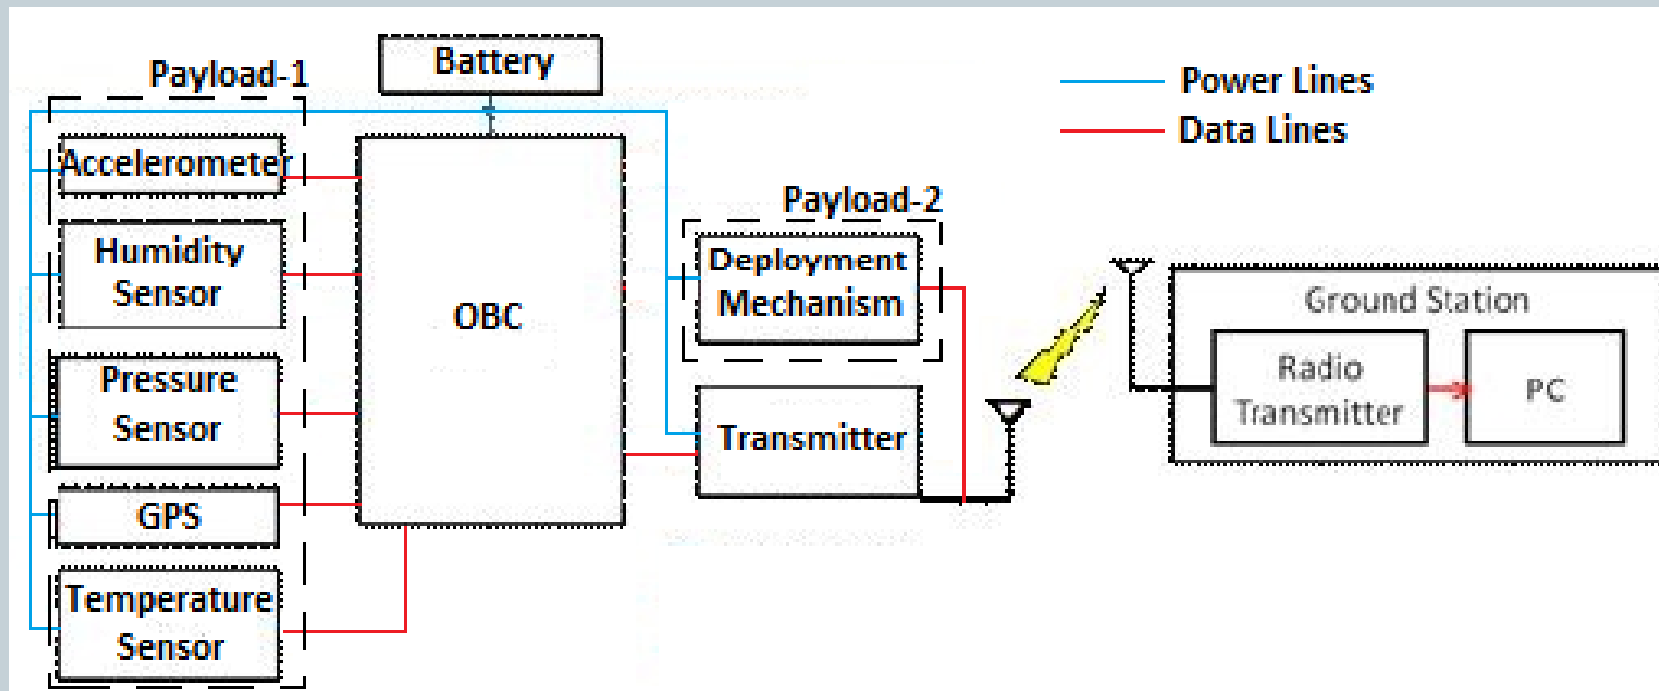 Battery
Payload-1
Power Lines
Data Lines
Accelerometer
Payload-2
Humidity
Sensor
Deployment
Mechanism
OBC
Ground Station
Pressure
Sensor
Radio
Transmitter
PC
Transmitter
GPS
Temperature
Sensor